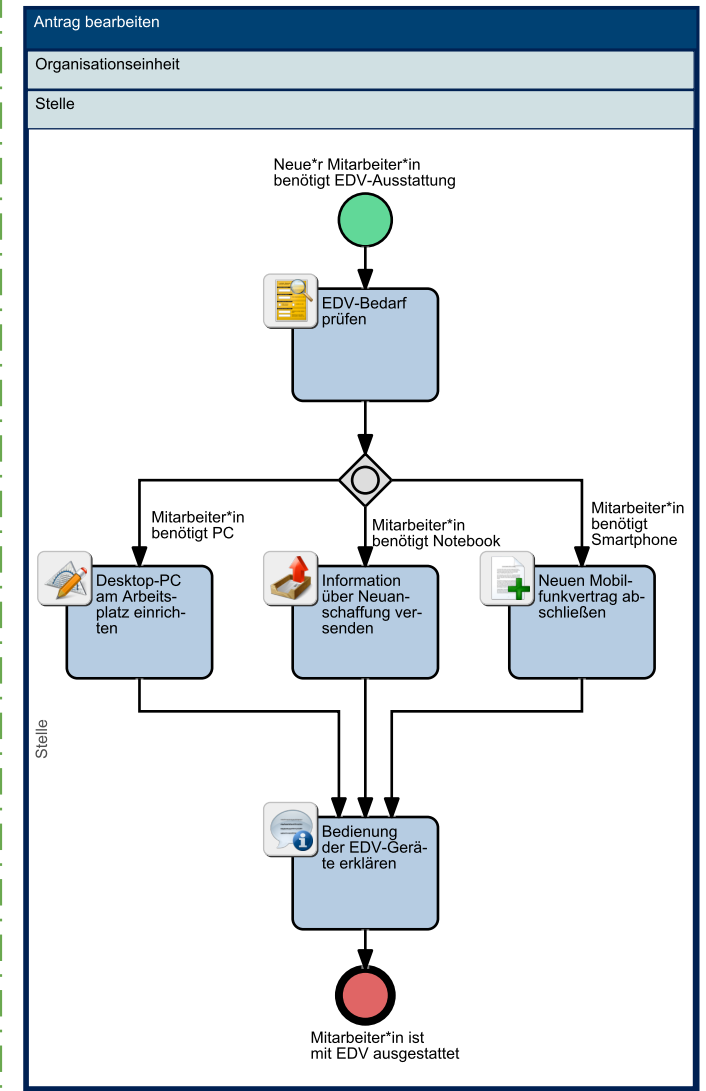 Antrag bearbeiten
Organisationseinheit
Stelle
Neue*r Mitarbeiter*in
benötigt EDV-Ausstattung
EDV-Bedarf
prüfen
Mitarbeiter*in
benötigt PC
Mitarbeiter*in
benötigt Notebook
Mitarbeiter*in
benötigt
Smartphone
Desktop-PC
am Arbeits-
platz einrich-
ten
Information
über Neuan-
schaffung ver-
senden
Neuen Mobil-
funkvertrag ab-
schließen
Stelle
Bedienung
der EDV-Gerä-
te erklären
Mitarbeiter*in ist
mit EDV ausgestattet